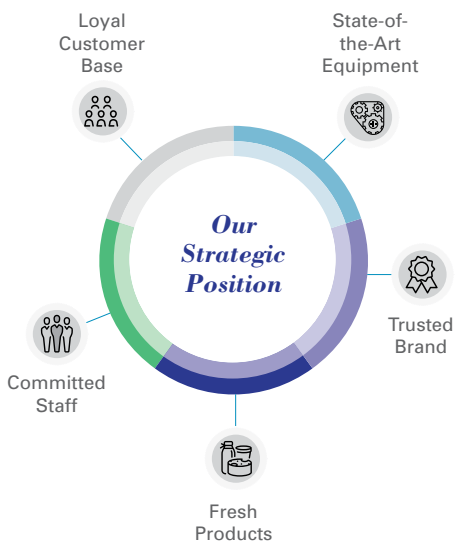 Loyal
Customer
Base
State-of-
the-Art
Equipment
Our
Strategic
Position
Trusted
Brand
Committed
Staff
Fresh
Products